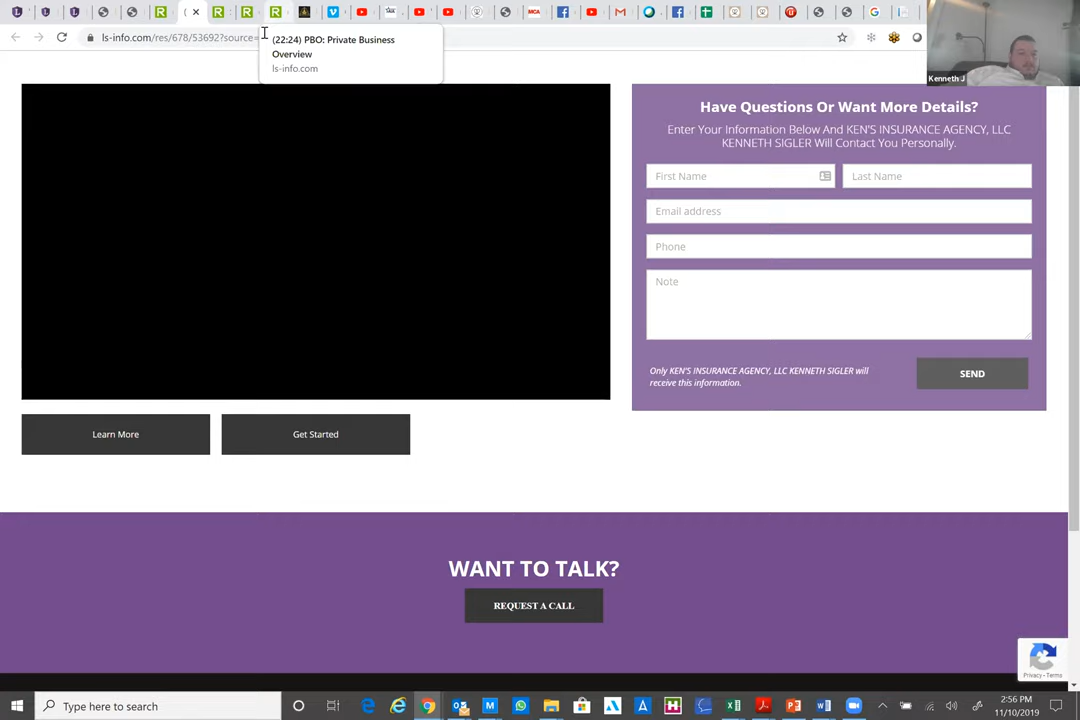 MCA
ls-info.com/res/678/53692?source=
(22:24) PBO: Private Business
Overview
ls-info.com
Kenneth J
Have Questions Or Want More Details?
Enter Your Information Below And KEN'S INSURANCE AGENCY, LLC
KENNETH SIGLER Will Contact You Personally.
First Name
Last Name
Email address
Phone
Note
Only KEN'S INSURANCE AGENCY, LLC KENNETH SIGLER will
receive this information.
SEND
Learn More
Get Started
WANT TO TALK?
REQUEST A CALL
Privacy - Terms
Type here to search
2:56 PM
11/10/2019